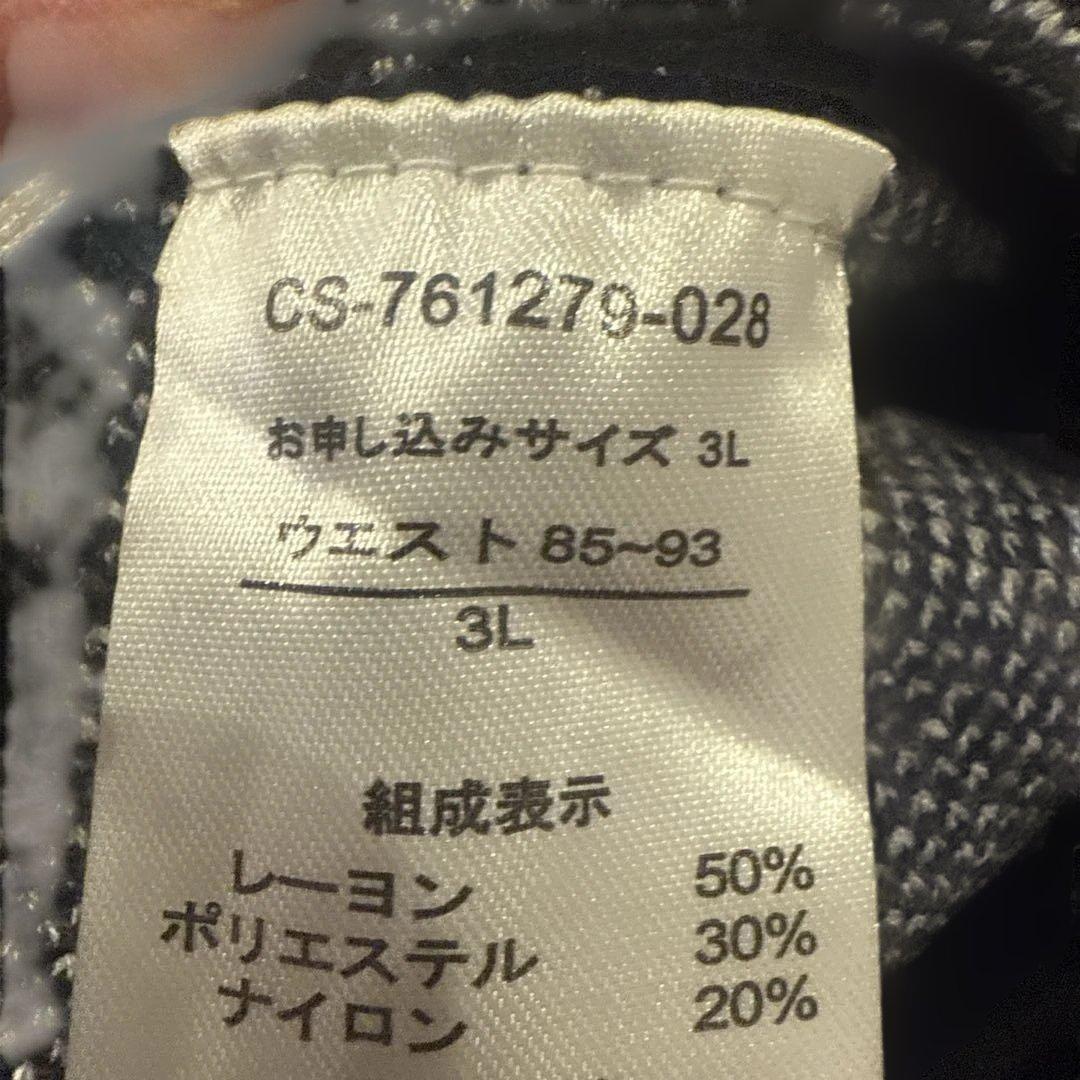 CS-761279-028
お申し込みサイズ 3L
ウエスト 85~93
3L
組成表示
レーヨン 50%
ポリエステル 30%
ナイロン 20%